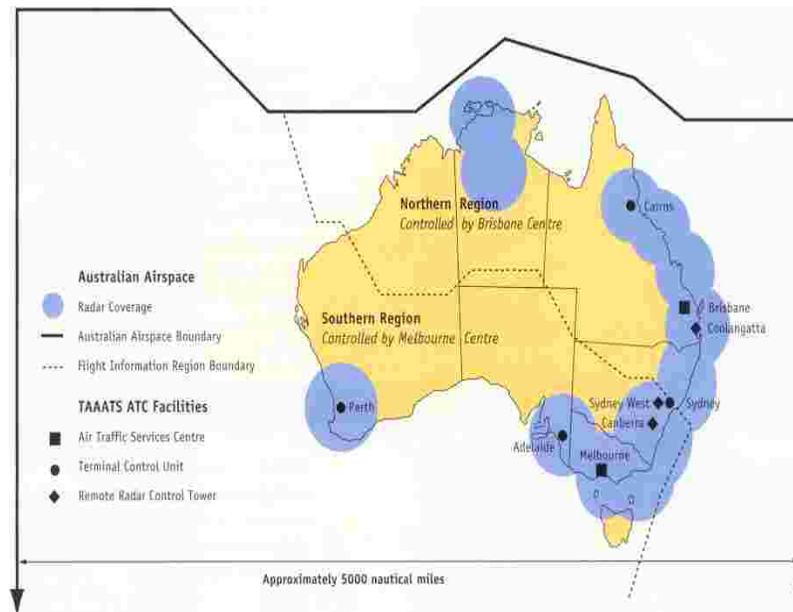 Northern Region
Controlled by Brisbane Centre
Cairns
Australian Airspace
Radar Coverage
Australian Airspace Boundary
Flight Information Region Boundary
Southern Region
Controlled by Melbourne Centre
Brisbane
Coolangatta
TAAATS ATC Facilities
Air Traffic Services Centre
Terminal Control Unit
Remote Radar Control Tower
Perth
Sydney West
Sydney
Canberra
Adelaide
Melbourne
Approximately 5000 nautical miles